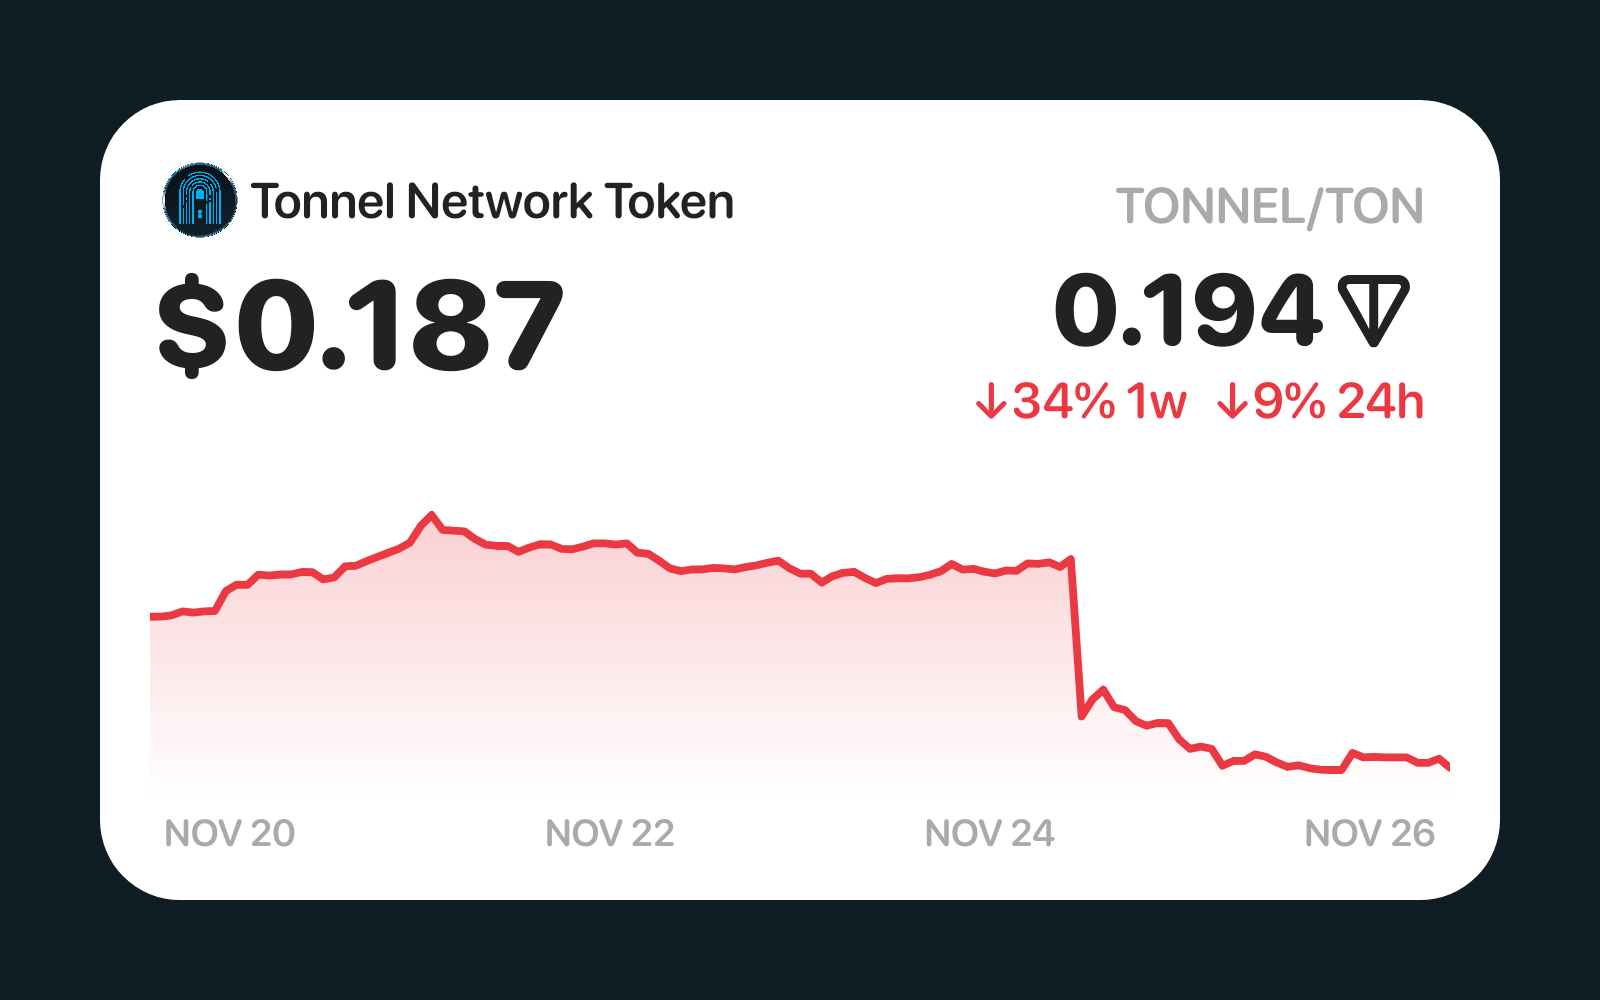 Tonnel Network Token
TONNEL/TON
$0.187
0.194
↓34% 1w ↓9% 24h
NOV 20 NOV 22 NOV 24 NOV 26